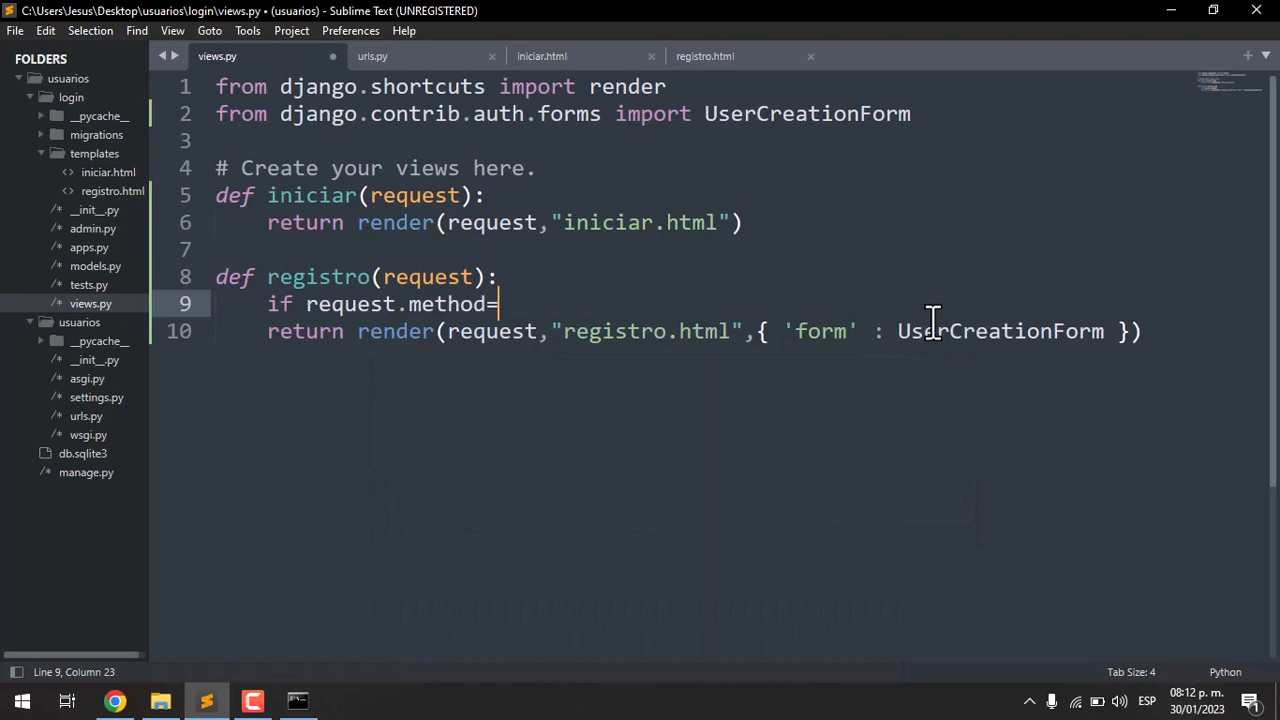 C:\Users\Jesus\Desktop\usuarios\login\views.py • (usuarios) - Sublime Text (UNREGISTERED)
File Edit Selection Find View Goto Tools Project Preferences Help
FOLDERS
usuarios
login
__pycache__
migrations
templates
iniciar.html
registro.html
/* __init__.py
/* admin.py
/* apps.py
/* models.py
/* tests.py
/* views.py
usuarios
__pycache__
/* __init__.py
/* asgi.py
/* settings.py
/* urls.py
/* wsgi.py
db.sqlite3
manage.py
views.py urls.py iniciar.html registro.html
1 from django.shortcuts import render
2 from django.contrib.auth.forms import UserCreationForm
3
4 # Create your views here.
5 def iniciar(request):
6 return render(request,"iniciar.html")
7
8 def registro(request):
9 if request.method=
10 return render(request,"registro.html",{ 'form' : UserCreationForm })
Line 9, Column 23 Tab Size: 4 Python
ESP 08:12 p. m.
30/01/2023
1